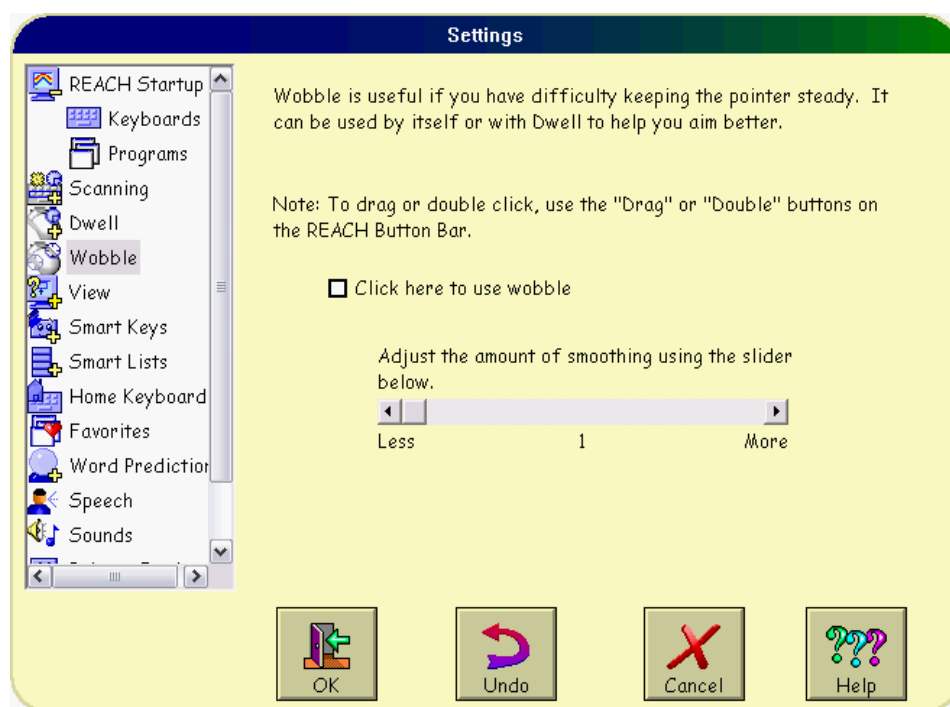 Settings
REACH Startup
Keyboards
Programs
Scanning
Dwell
Wobble
View
Smart Keys
Smart Lists
Home Keyboard
Favorites
Word Prediction
Speech
Sounds
Wobble is useful if you have difficulty keeping the pointer steady. It
can be used by itself or with Dwell to help you aim better.
Note: To drag or double click, use the "Drag" or "Double" buttons on
the REACH Button Bar.
Click here to use wobble
Adjust the amount of smoothing using the slider
below.
Less 1 More
OK Undo Cancel Help